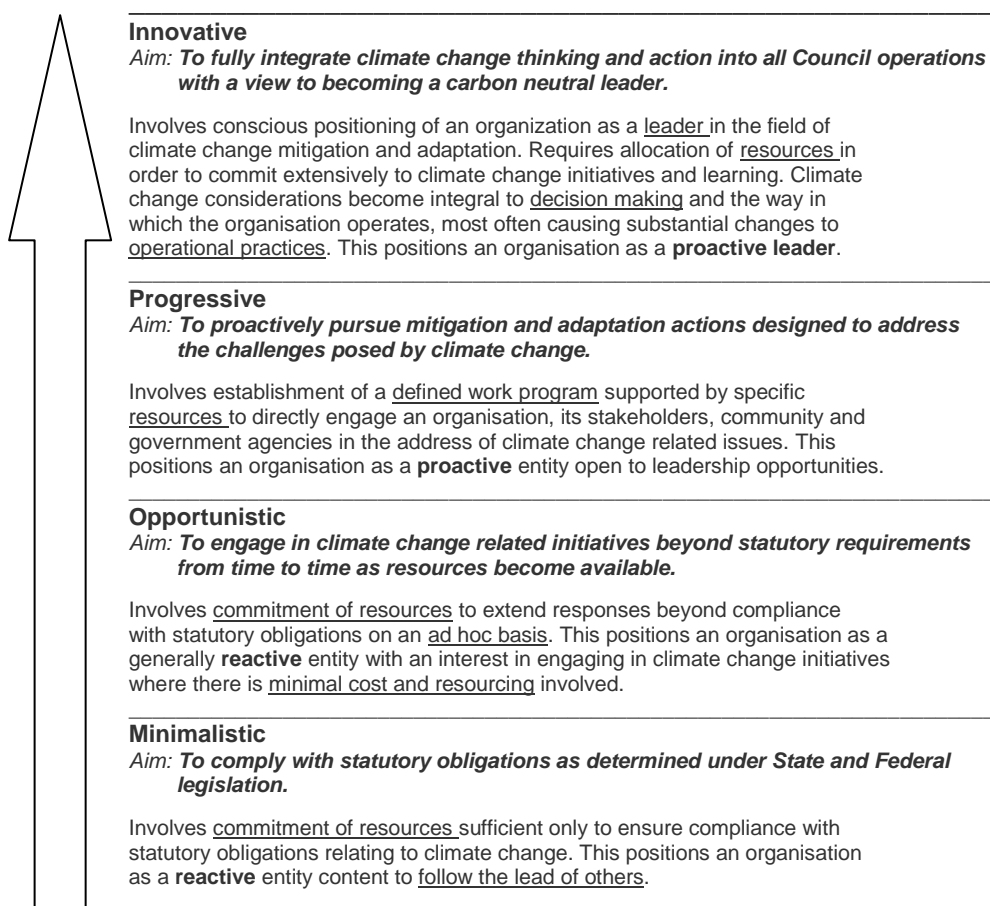 Innovative
Aim: To fully integrate climate change thinking and action into all Council operations
with a view to becoming a carbon neutral leader.
Involves conscious positioning of an organization as a leader in the field of
climate change mitigation and adaptation. Requires allocation of resources in
order to commit extensively to climate change initiatives and learning. Climate
change considerations become integral to decision making and the way in
which the organisation operates, most often causing substantial changes to
operational practices. This positions an organisation as a proactive leader.
Progressive
Aim: To proactively pursue mitigation and adaptation actions designed to address
the challenges posed by climate change.
Involves establishment of a defined work program supported by specific
resources to directly engage an organisation, its stakeholders, community and
government agencies in the address of climate change related issues. This
positions an organisation as a proactive entity open to leadership opportunities.
Opportunistic
Aim: To engage in climate change related initiatives beyond statutory requirements
from time to time as resources become available.
Involves commitment of resources to extend responses beyond compliance
with statutory obligations on an ad hoc basis. This positions an organisation as a
generally reactive entity with an interest in engaging in climate change initiatives
where there is minimal cost and resourcing involved.
Minimalistic
Aim: To comply with statutory obligations as determined under State and Federal
legislation.
Involves commitment of resources sufficient only to ensure compliance with
statutory obligations relating to climate change. This positions an organisation
as a reactive entity content to follow the lead of others.